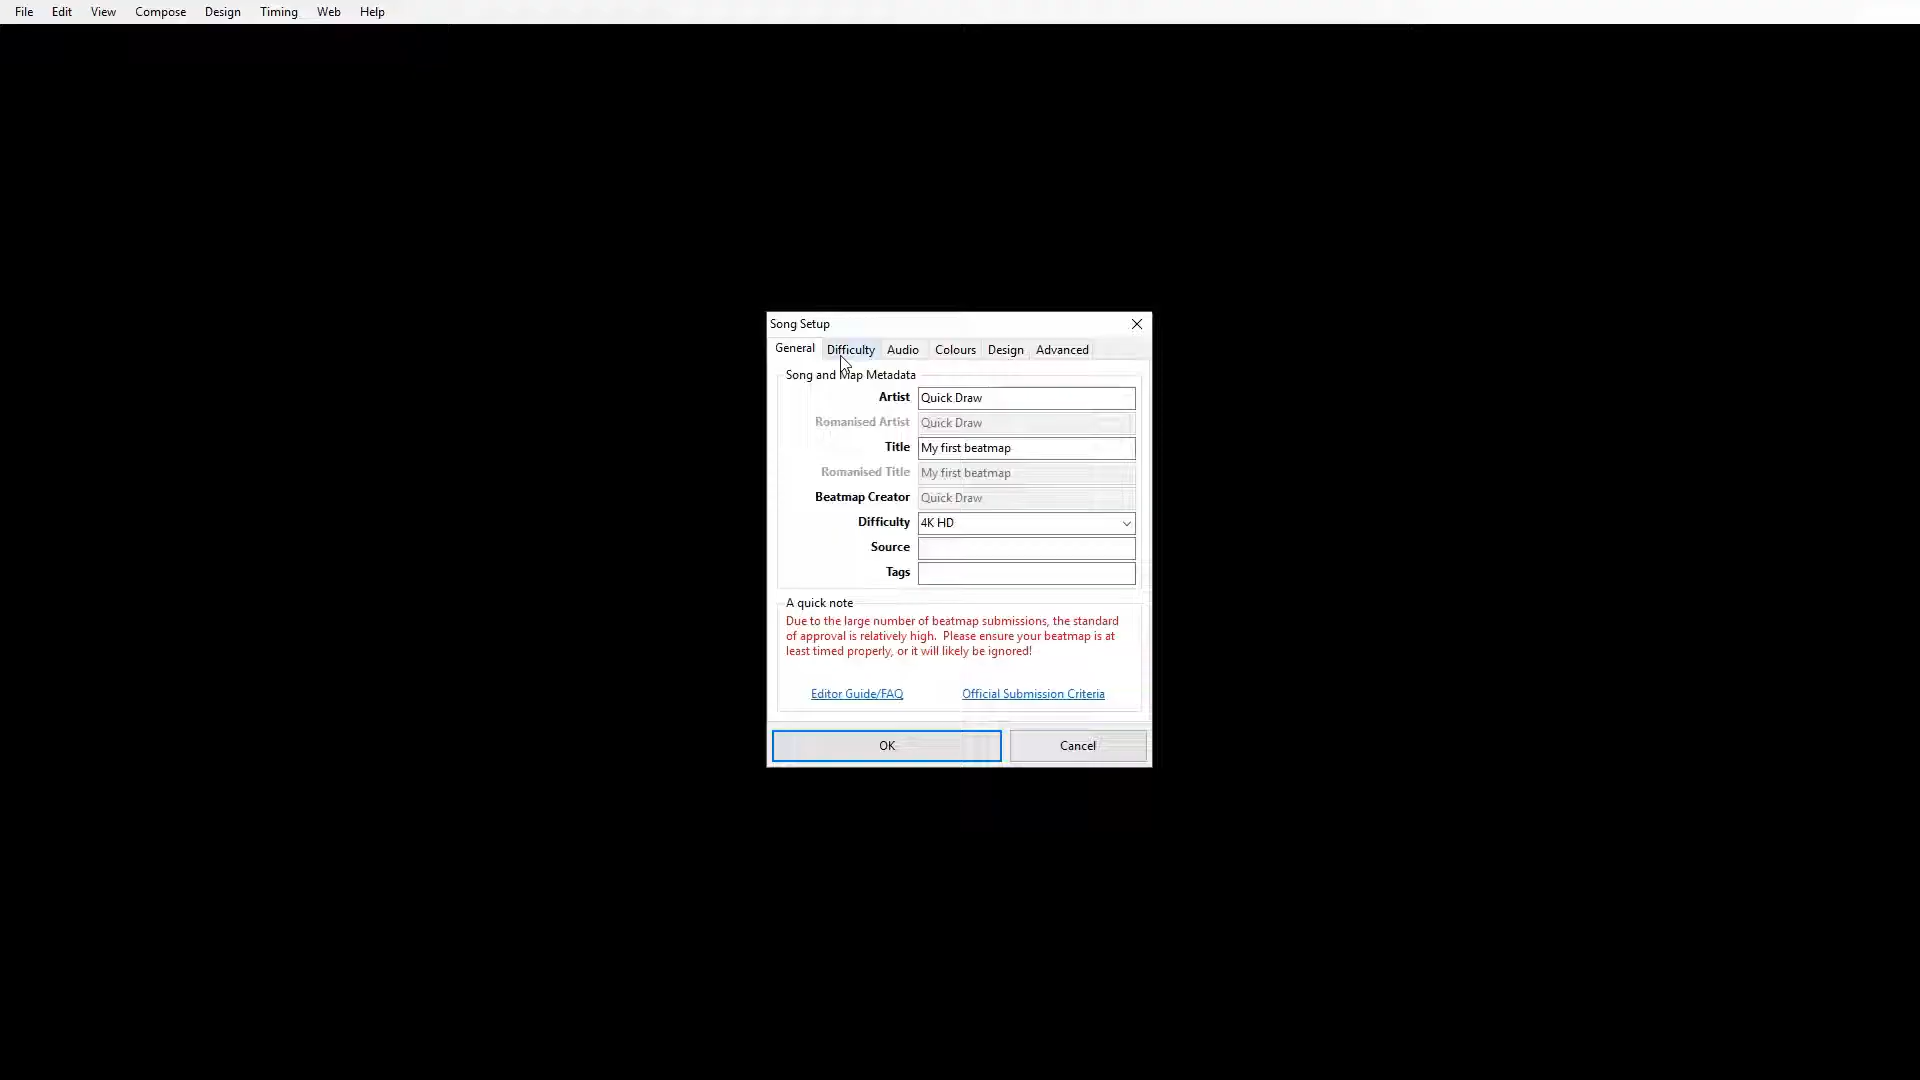 File Edit View Compose Design Timing Web Help
Song Setup
General Difficulty Audio Colours Design Advanced
Song and Map Metadata
Artist Quick Draw
Romanised Artist Quick Draw
Title My first beatmap
Romanised Title My first beatmap
Beatmap Creator Quick Draw
Difficulty 4K HD
Source
Tags
A quick note
Due to the large number of beatmap submissions, the standard
of approval is relatively high. Please ensure your beatmap is at
least timed properly, or it will likely be ignored!
Editor Guide/FAQ Official Submission Criteria
OK Cancel